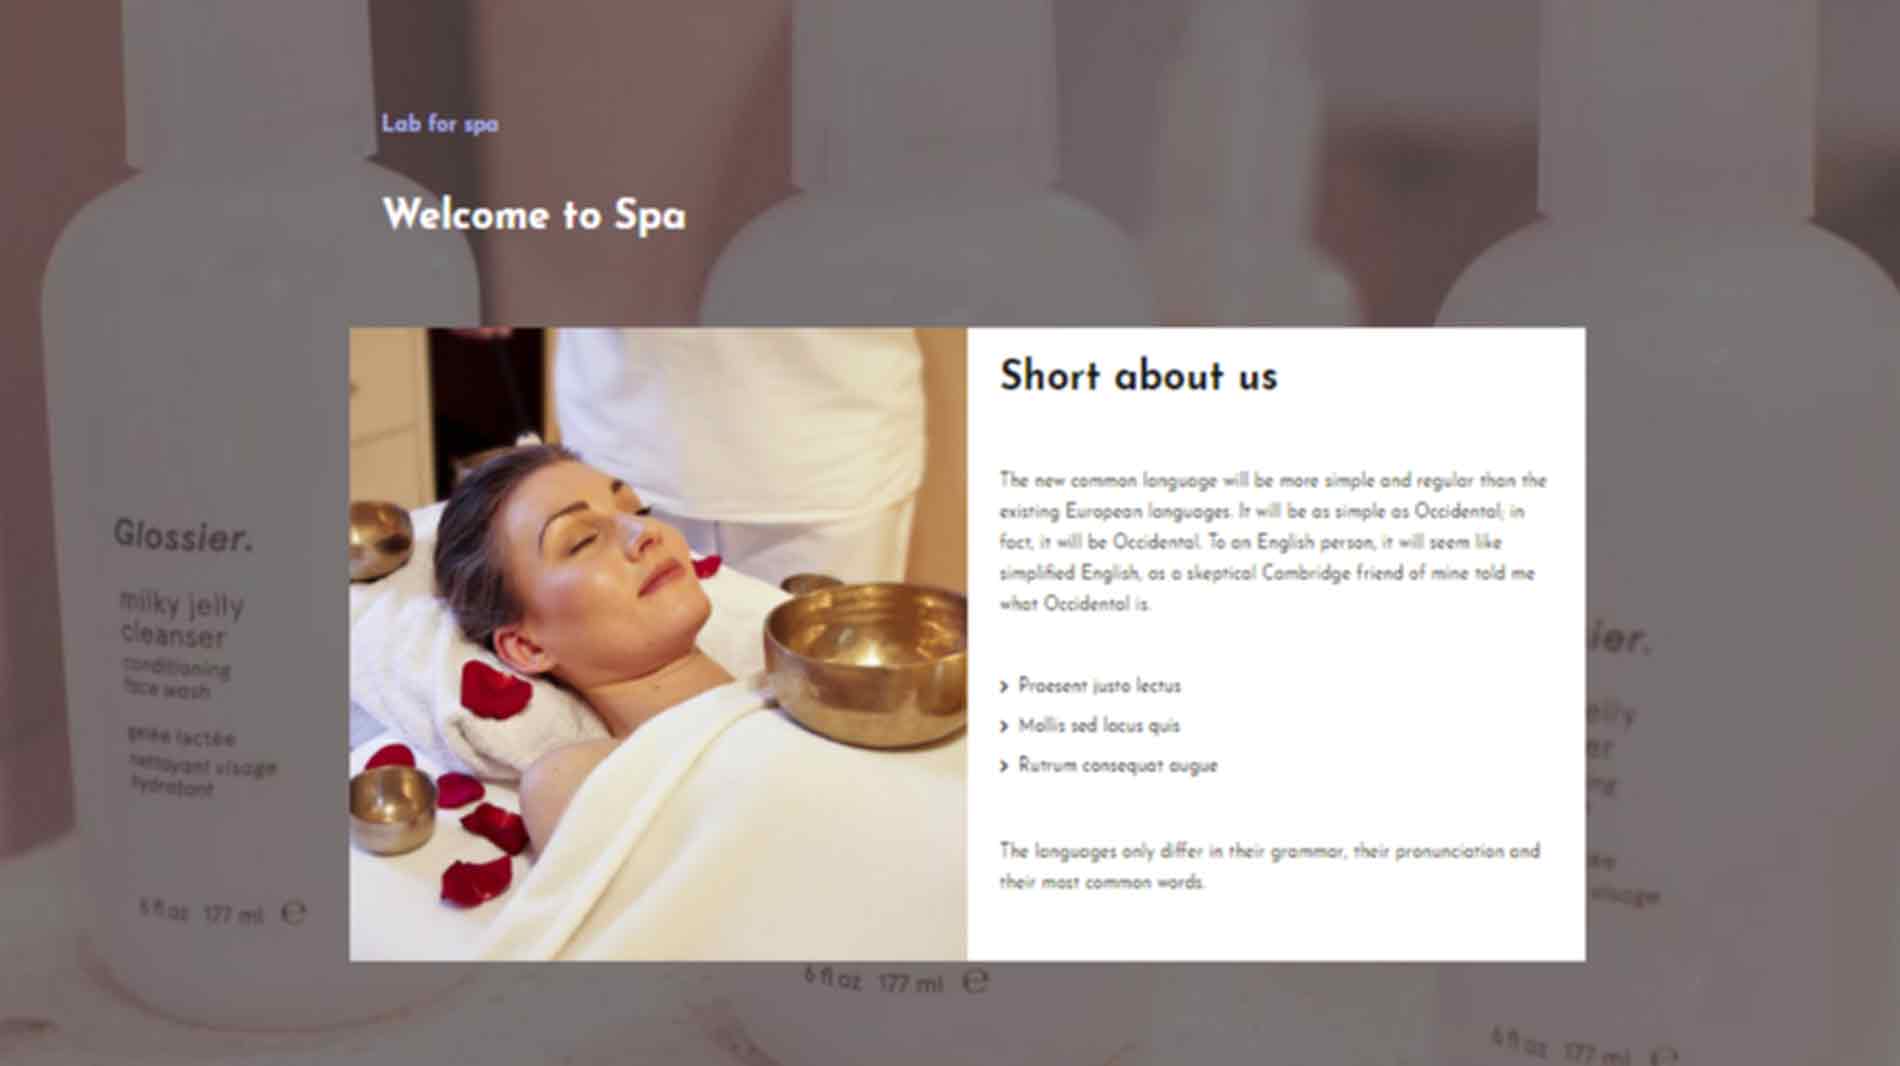 Lab for spa
Welcome to Spa
Short about us
The new common language will be more simple and regular than the
existing European languages. It will be as simple as Occidental; in
fact, it will be Occidental. To an English person, it will seem like
simplified English, as a skeptical Cambridge friend of mine told me
what Occidental is.
Praesent justo lectus
Mollis sed lacus quis
Rutrum consequat augue
The languages only differ in their grammar, their pronunciation and
their most common words.
Glossier.
milky jelly
cleanser
conditioning
face wash
gelée lactée
nettoyant visage
hydratant
6 fl oz 177 ml ℮
6 fl oz 177 ml ℮
ier.
elly
er
ng
visage
6 fl oz 177 ml ℮